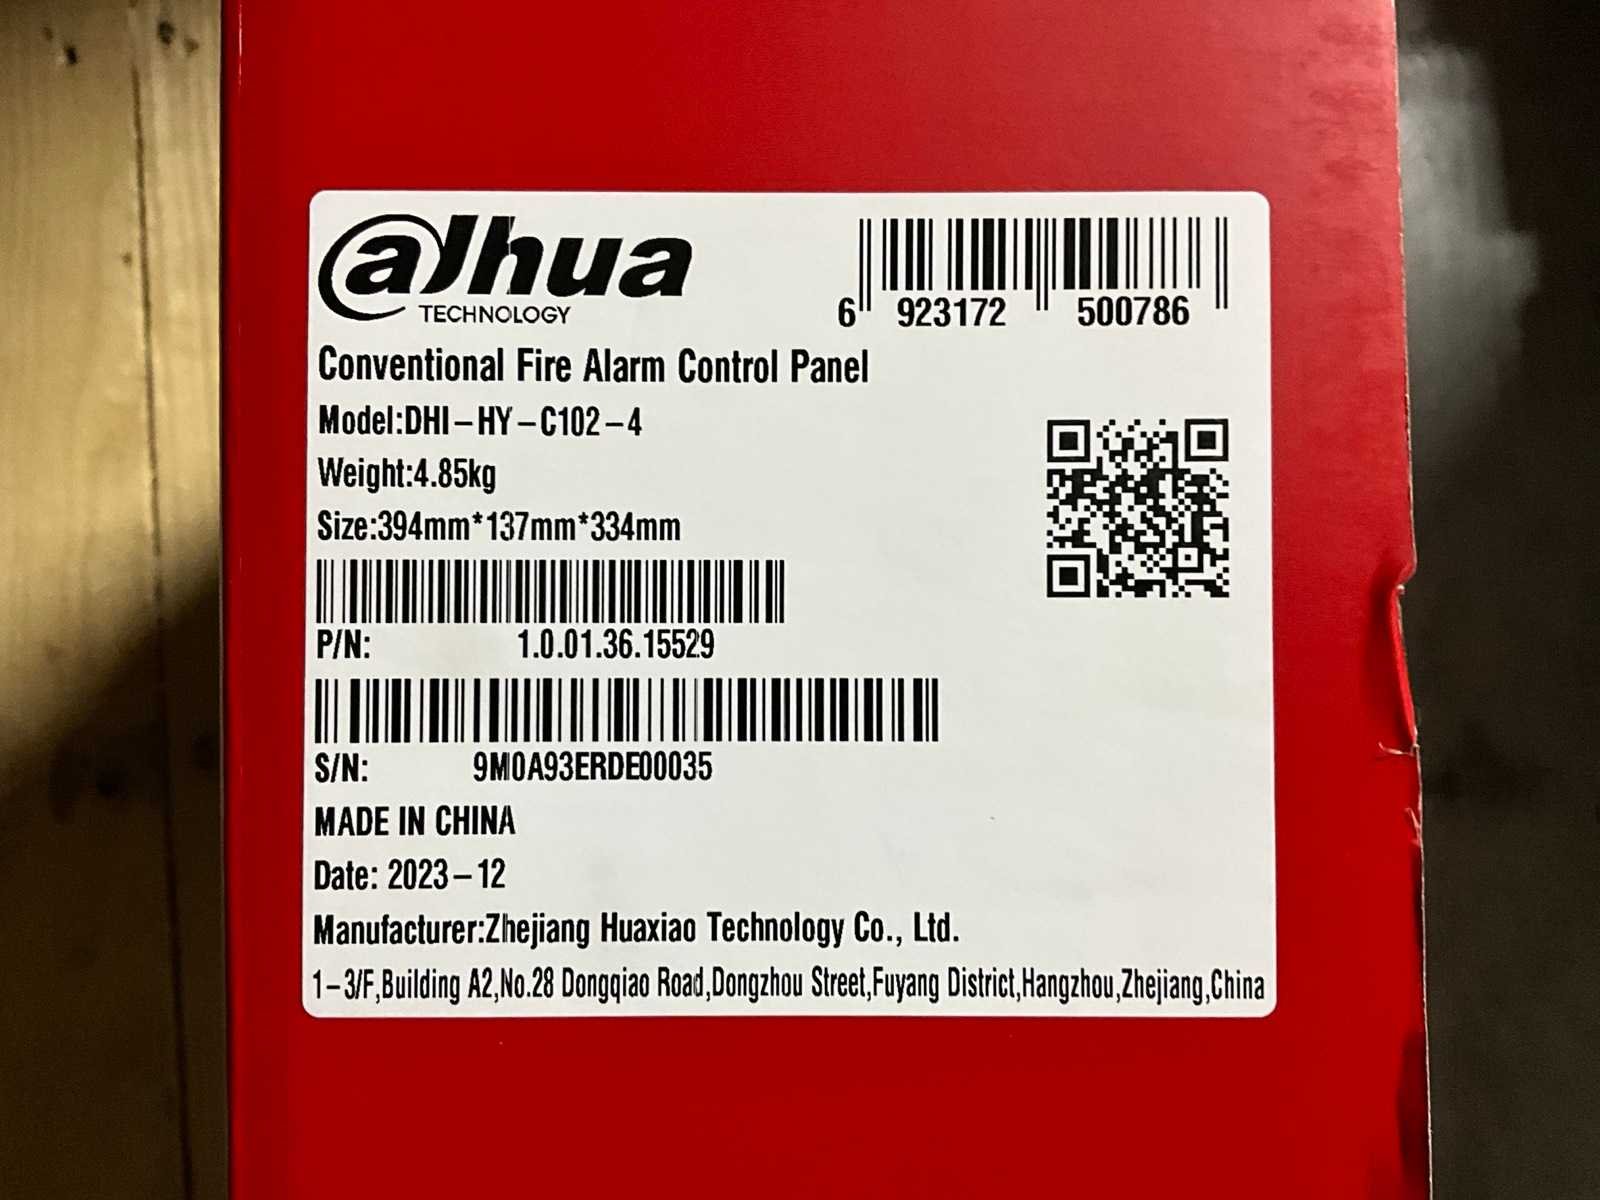 alhua
TECHNOLOGY
6 923172 500786
Conventional Fire Alarm Control Panel
Model:DHI-HY-C102-4
Weight:4.85kg
Size:394mm*137mm*334mm
P/N: 1.0.01.36.15529
S/N: 9M0A93ERDE00035
MADE IN CHINA
Date: 2023-12
Manufacturer:Zhejiang Huaxiao Technology Co., Ltd.
1-3/F,Building A2,No.28 Dongqiao Road,Dongzhou Street,Fuyang District,Hangzhou,Zhejiang,China